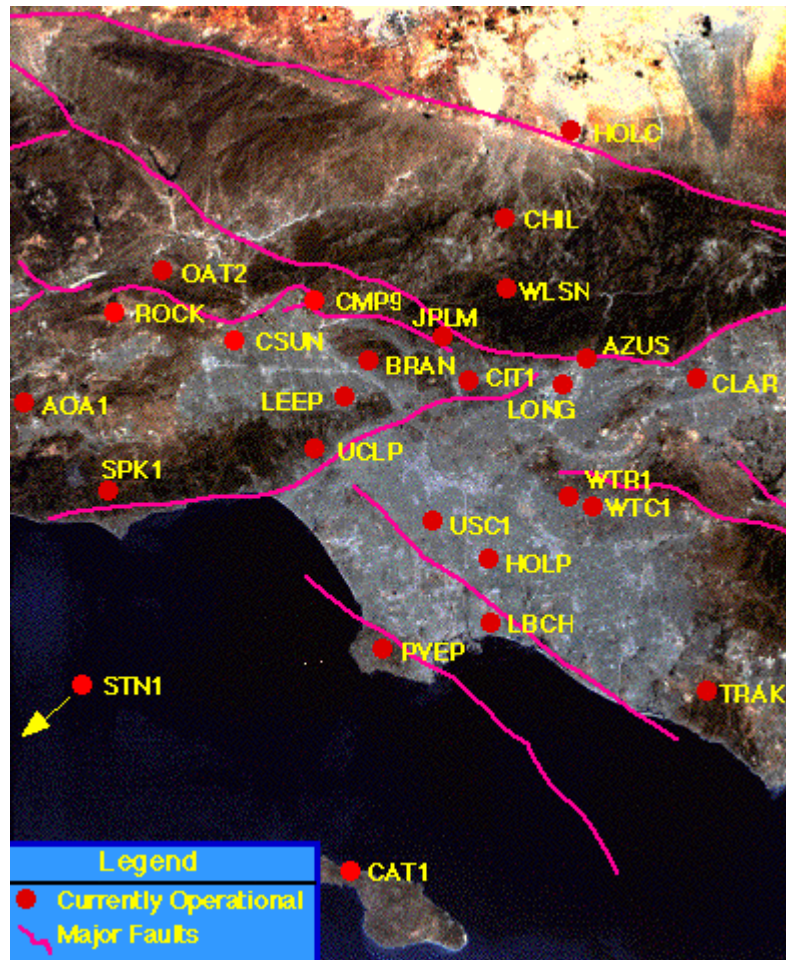 HOLC
CHIL
OAT2
WLSN
CMP9
ROCK
JPLM
CSUN
AZUS
BRAN
CIT1
CLAR
LEEP
LONG
AOA1
UCLP
SPK1
WTR1
WTC1
USC1
HOLP
LBCH
PVEP
STN1
TRAK
Legend
CAT1
Currently Operational
Major Faults